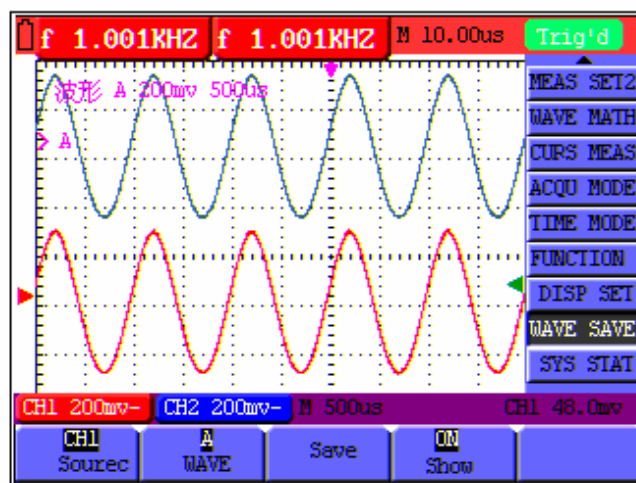 f 1.001KHZ f 1.001KHZ M 10.00us Trig'd
波形 A 200mv 500us
A
MEAS SET2
WAVE MATH
CURS MEAS
ACQU MODE
TIME MODE
FUNCTION
DISP SET
WAVE SAVE
SYS STAT
CH1 200mv- CH2 200mv- M 500us CH1 48.0mv
CH1 A Save ON
Sourec WAVE Show